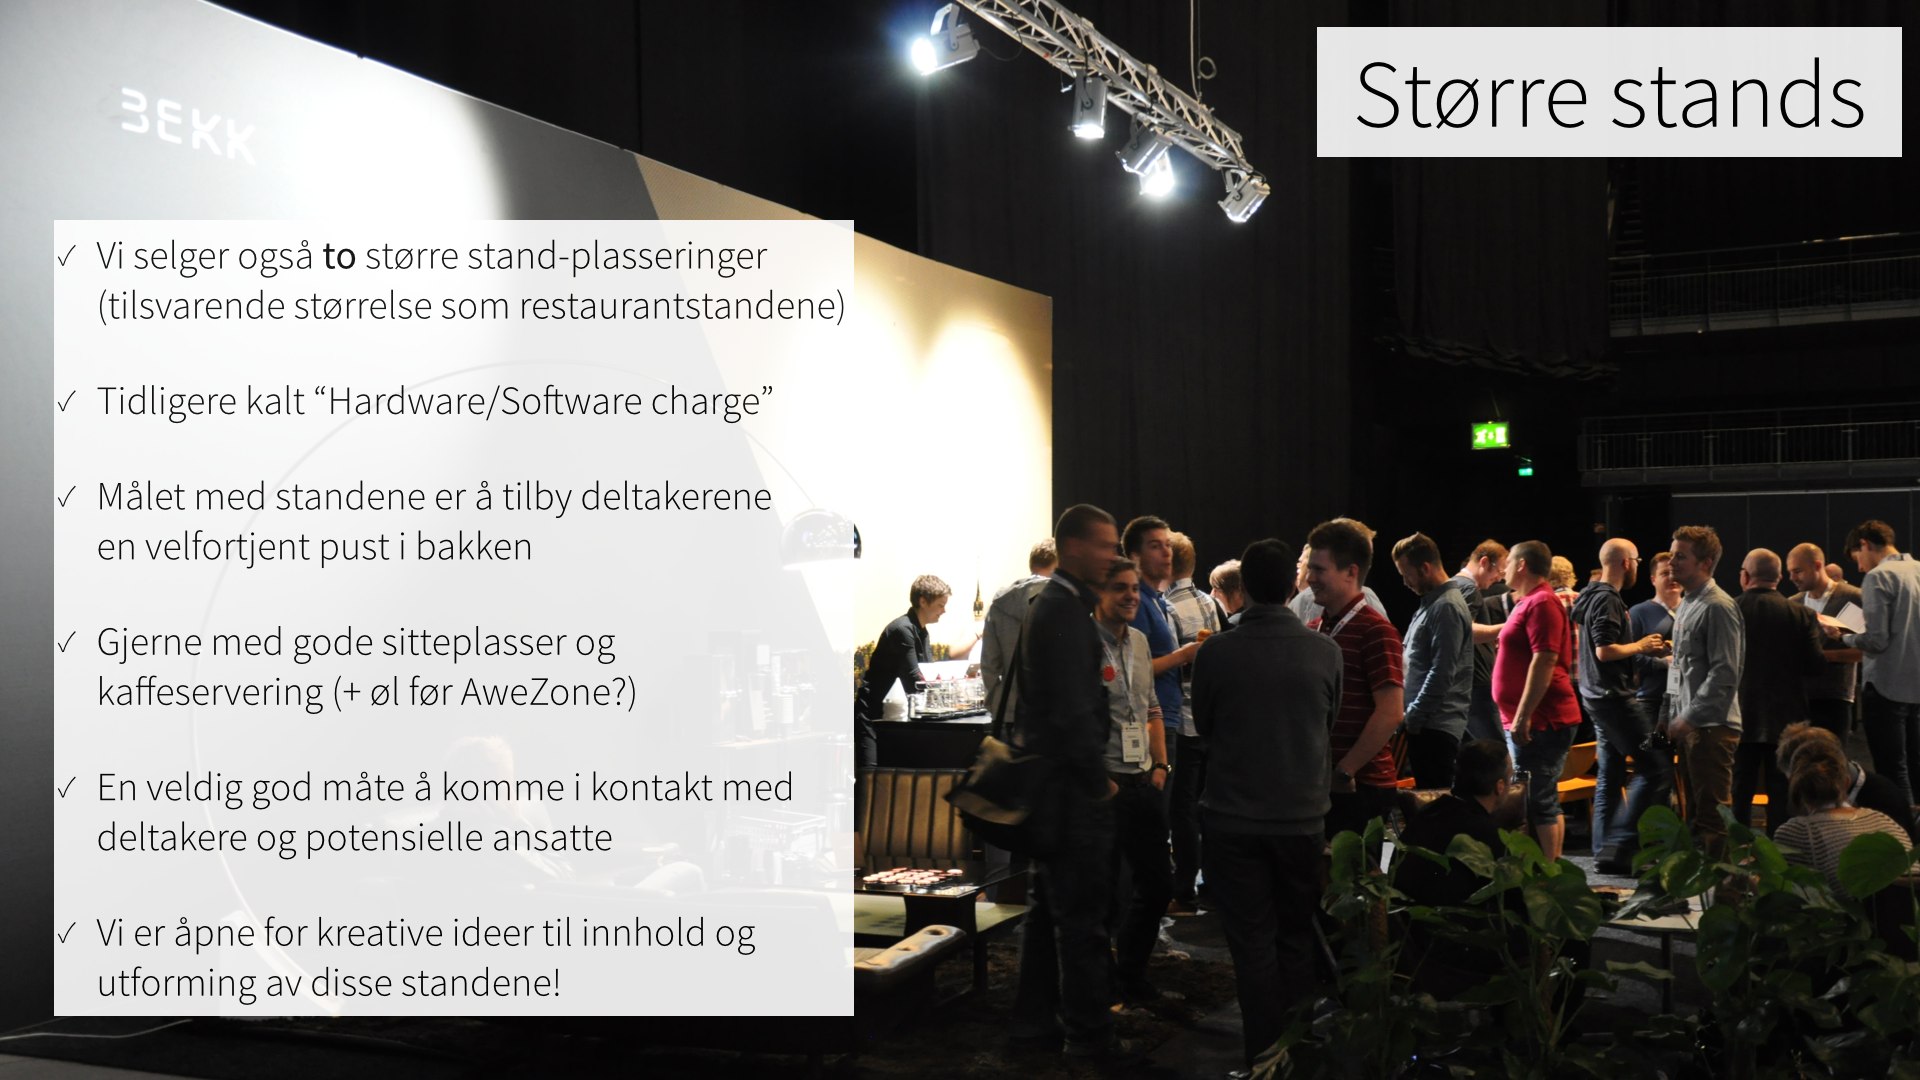 BEKK
Større stands
✓ Vi selger også to større stand-plasseringer
(tilsvarende størrelse som restaurantstandene)
✓ Tidligere kalt “Hardware/Software charge”
✓ Målet med standene er å tilby deltakerene
en velfortjent pust i bakken
✓ Gjerne med gode sitteplasser og
kaffeservering (+ øl før AweZone?)
✓ En veldig god måte å komme i kontakt med
deltakere og potensielle ansatte
✓ Vi er åpne for kreative ideer til innhold og
utforming av disse standene!